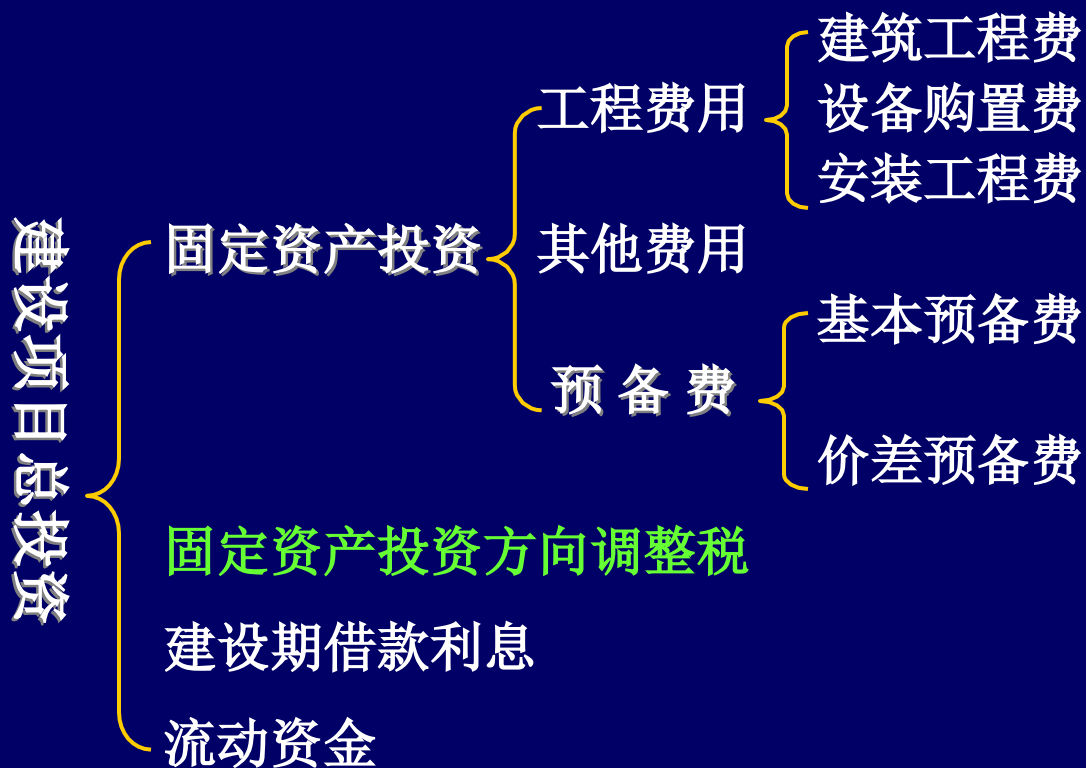 建设项目总投资
固定资产投资
工程费用
建筑工程费
设备购置费
安装工程费
其他费用
预备费
基本预备费
价差预备费
固定资产投资方向调整税
建设期借款利息
流动资金